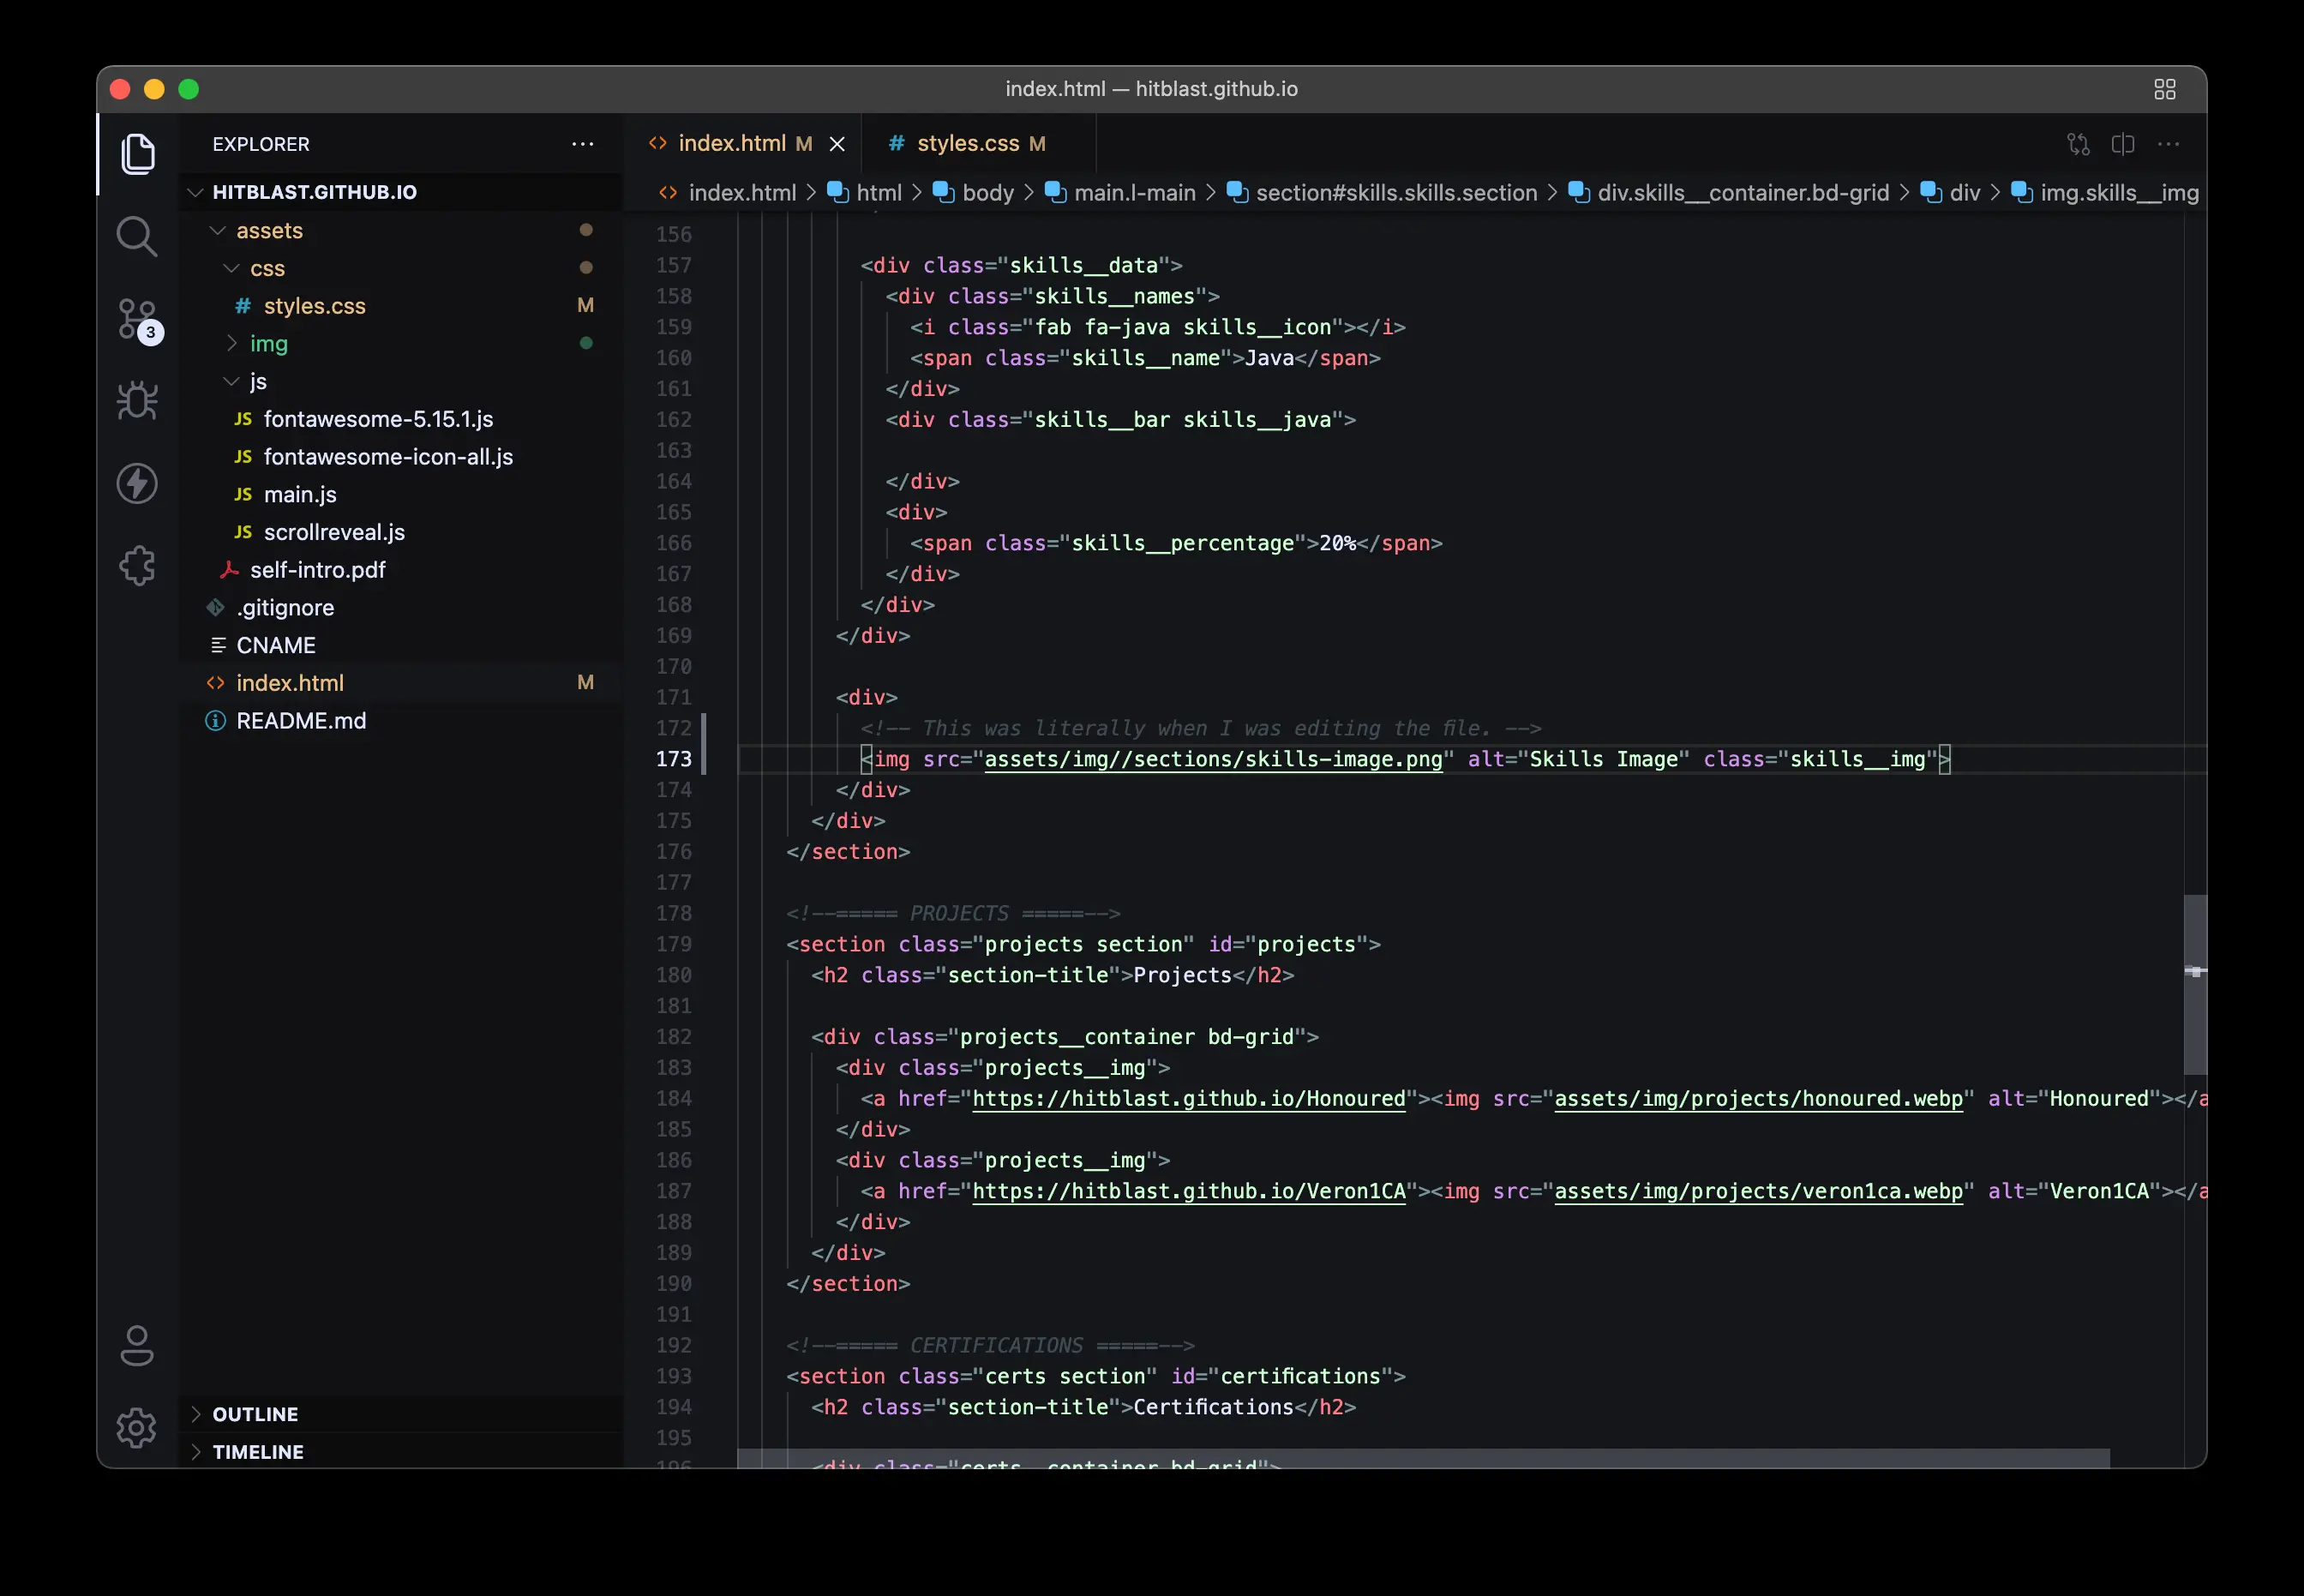 index.html — hitblast.github.io
EXPLORER
HITBLAST.GITHUB.IO
assets
css
# styles.css M
img
js
JS fontawesome-5.15.1.js
JS fontawesome-icon-all.js
JS main.js
JS scrollreveal.js
self-intro.pdf
.gitignore
CNAME
<> index.html M
README.md
3
OUTLINE
TIMELINE
<> index.html M
# styles.css M
<> index.html > html > body > main.l-main > section#skills.skills.section > div.skills__container.bd-grid > div > img.skills__img
156
157 <div class="skills__data">
158 <div class="skills__names">
159 <i class="fab fa-java skills__icon"></i>
160 <span class="skills__name">Java</span>
161 </div>
162 <div class="skills__bar skills__java">
163
164 </div>
165 <div>
166 <span class="skills__percentage">20%</span>
167 </div>
168 </div>
169 </div>
170
171 <div>
172 <!-- This was literally when I was editing the file. -->
173 <img src="assets/img//sections/skills-image.png" alt="Skills Image" class="skills__img">
174 </div>
175 </div>
176 </section>
177
178 <!--===== PROJECTS =====-->
179 <section class="projects section" id="projects">
180 <h2 class="section-title">Projects</h2>
181
182 <div class="projects__container bd-grid">
183 <div class="projects__img">
184 <a href="https://hitblast.github.io/Honoured"><img src="assets/img/projects/honoured.webp" alt="Honoured"></a
185 </div>
186 <div class="projects__img">
187 <a href="https://hitblast.github.io/Veron1CA"><img src="assets/img/projects/veron1ca.webp" alt="Veron1CA"></a
188 </div>
189 </div>
190 </section>
191
192 <!--===== CERTIFICATIONS =====-->
193 <section class="certs section" id="certifications">
194 <h2 class="section-title">Certifications</h2>
195
196 <div class="certs__container bd-grid">